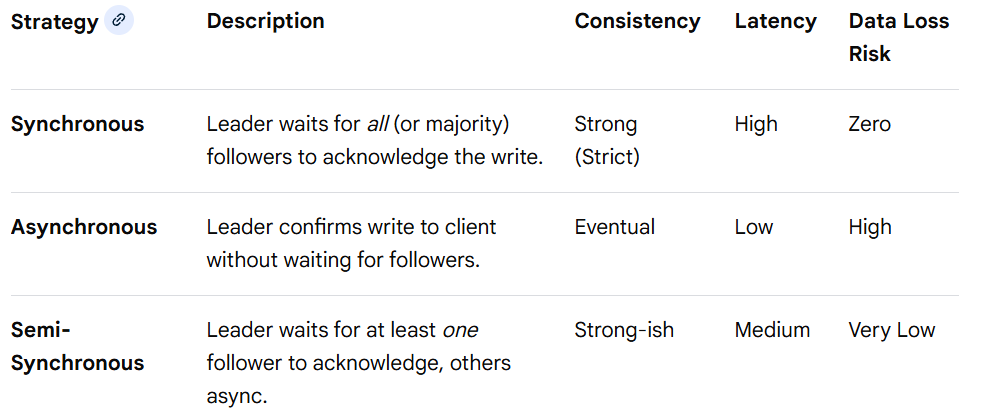 Strategy Description Consistency Latency Data Loss
Risk
Synchronous Leader waits for all (or majority) Strong High Zero
followers to acknowledge the write. (Strict)
Asynchronous Leader confirms write to client Eventual Low High
without waiting for followers.
Semi- Leader waits for at least one Strong-ish Medium Very Low
Synchronous follower to acknowledge, others
async.